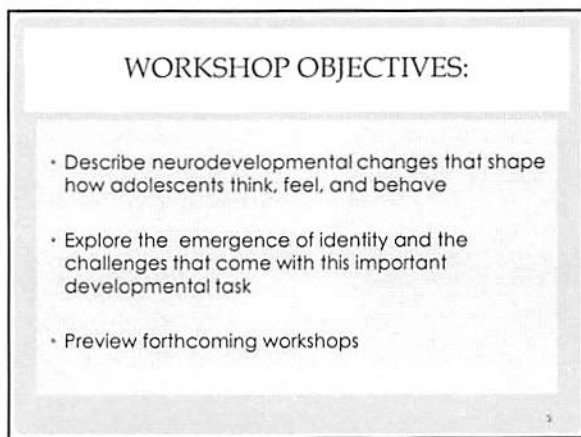 WORKSHOP OBJECTIVES:
• Describe neurodevelopmental changes that shape
how adolescents think, feel, and behave
• Explore the emergence of identity and the
challenges that come with this important
developmental task
• Preview forthcoming workshops